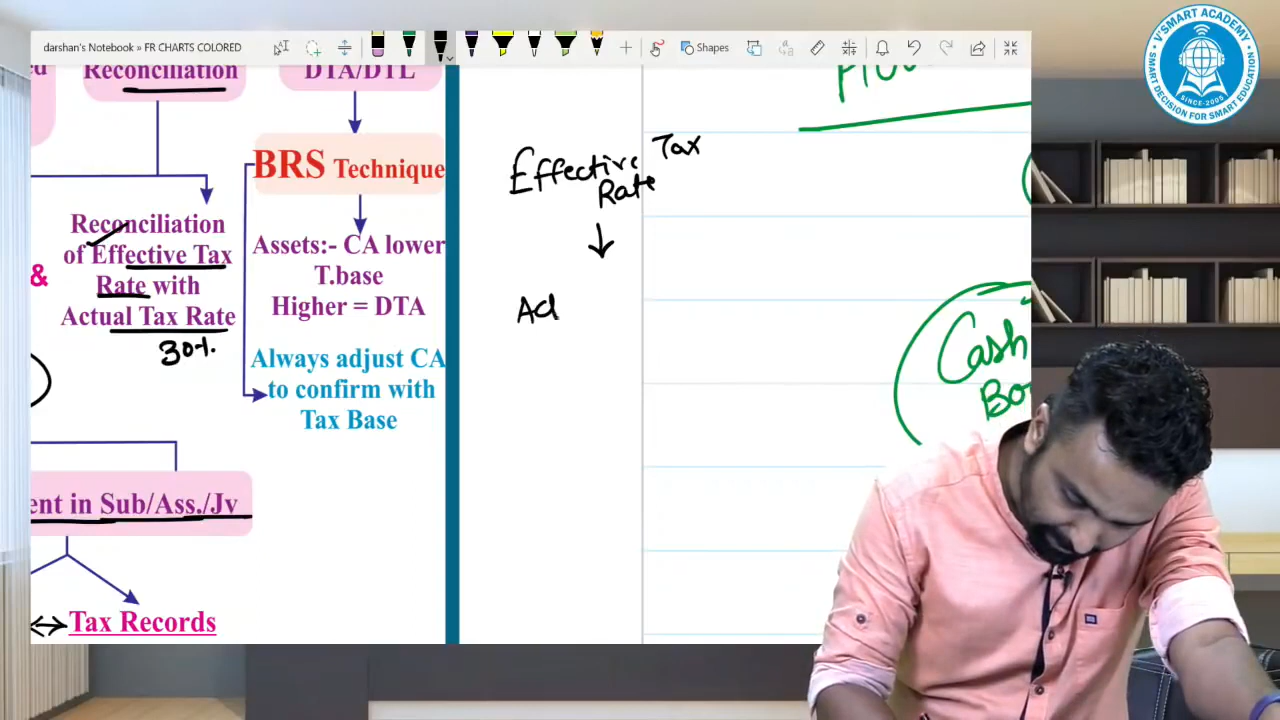 darshan's Notebook » FR CHARTS COLORED
Shapes
V'SMART ACADEMY
SINCE-2005
SMART DECISION FOR SMART EDUCATION
Reconciliation
DTA/DTL
BRS Technique
Reconciliation
of Effective Tax
Rate with
Actual Tax Rate
30%
&
Assets:- CA lower
T.base
Higher = DTA
Always adjust CA
to confirm with
Tax Base
ent in Sub/Ass./Jv
Tax Records
Effective Tax
Rate
Ad
Cash
Bo